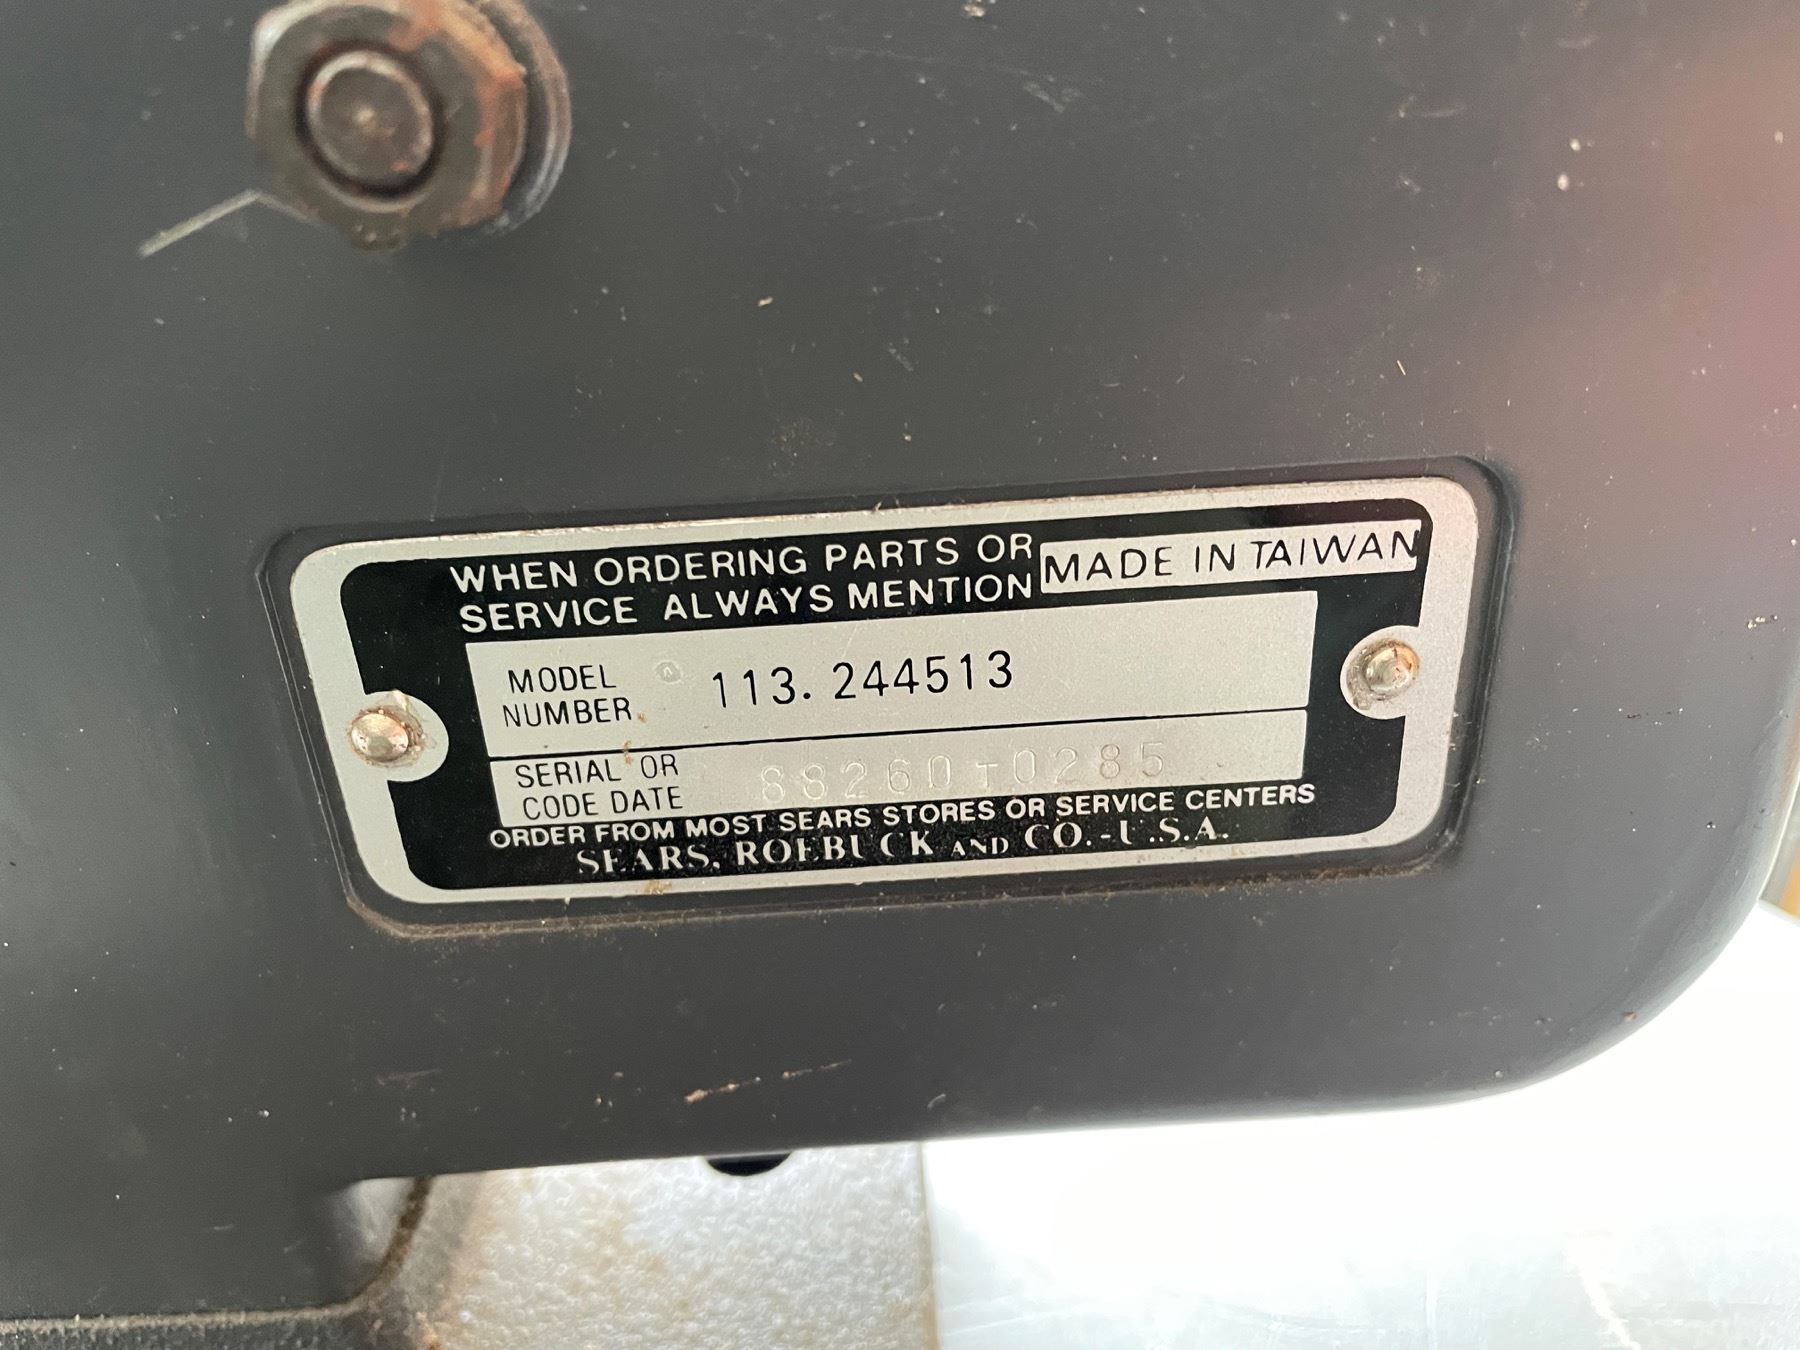 WHEN ORDERING PARTS OR
SERVICE ALWAYS MENTION
MADE IN TAIWAN
MODEL NUMBER 113.244513
SERIAL OR CODE DATE 88260T0285
ORDER FROM MOST SEARS STORES OR SERVICE CENTERS
SEARS, ROEBUCK AND CO.-U.S.A.